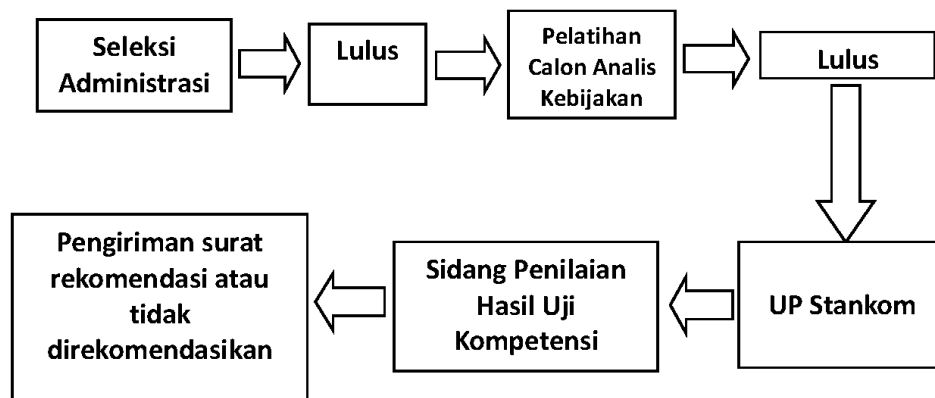 Seleksi
Administrasi
Lulus
Pelatihan
Calon Analis
Kebijakan
Lulus
UP Stankom
Sidang Penilaian
Hasil Uji
Kompetensi
Pengiriman surat
rekomendasi atau
tidak
direkomendasikan